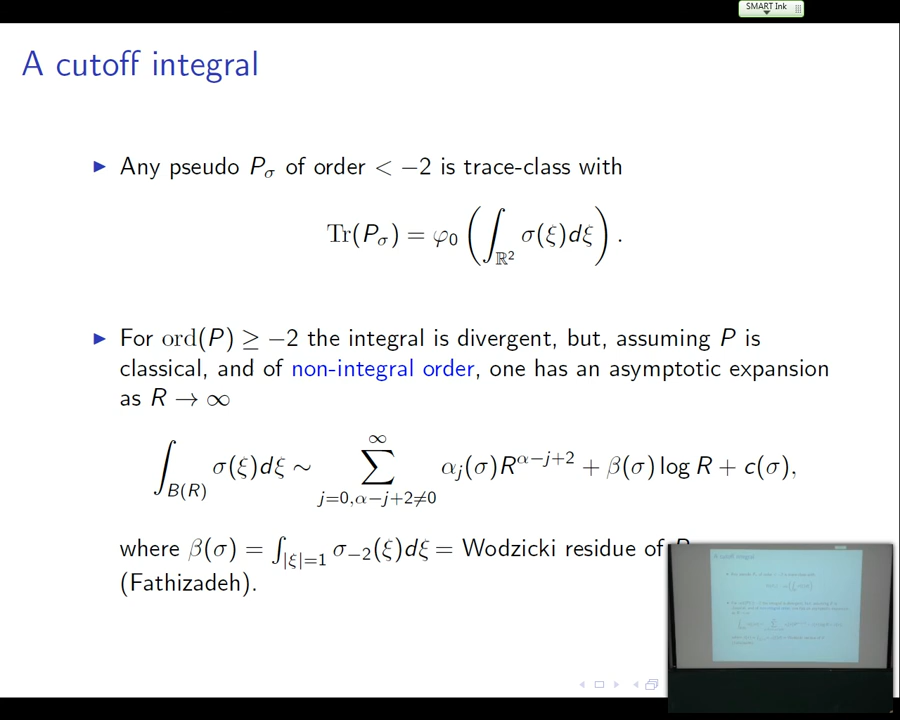 SMART Ink
A cutoff integral
▶ Any pseudo P_σ of order < −2 is trace-class with
Tr(P_σ) = φ₀ (∫_{ℝ²} σ(ξ)dξ) .
▶ For ord(P) ≥ −2 the integral is divergent, but, assuming P is
classical, and of non-integral order, one has an asymptotic expansion
as R → ∞
∫_{B(R)} σ(ξ)dξ ∼ ∑_{j=0,α−j+2≠0}^{∞} α_j(σ)R^{α−j+2} + β(σ) log R + c(σ),
where β(σ) = ∫_{|ξ|=1} σ_{−2}(ξ)dξ = Wodzicki residue of
(Fathizadeh).